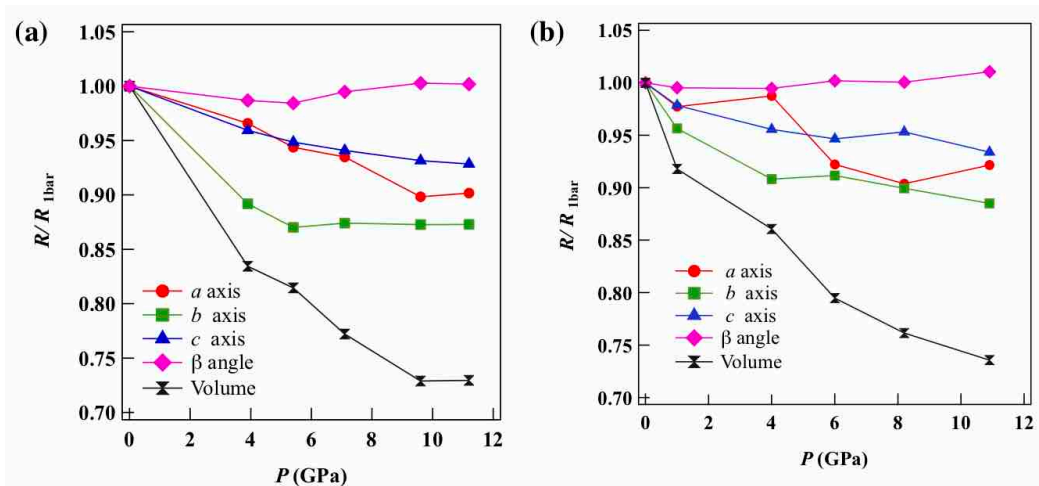 (a)
1.05
1.00
0.95
0.90
0.85
0.80
0.75
0.70
R/ R 1bar
a axis
b axis
c axis
β angle
Volume
0 2 4 6 8 10 12
P (GPa)
(b)
1.05
1.00
0.95
0.90
0.85
0.80
0.75
0.70
R/ R 1bar
a axis
b axis
c axis
β angle
Volume
0 2 4 6 8 10 12
P (GPa)